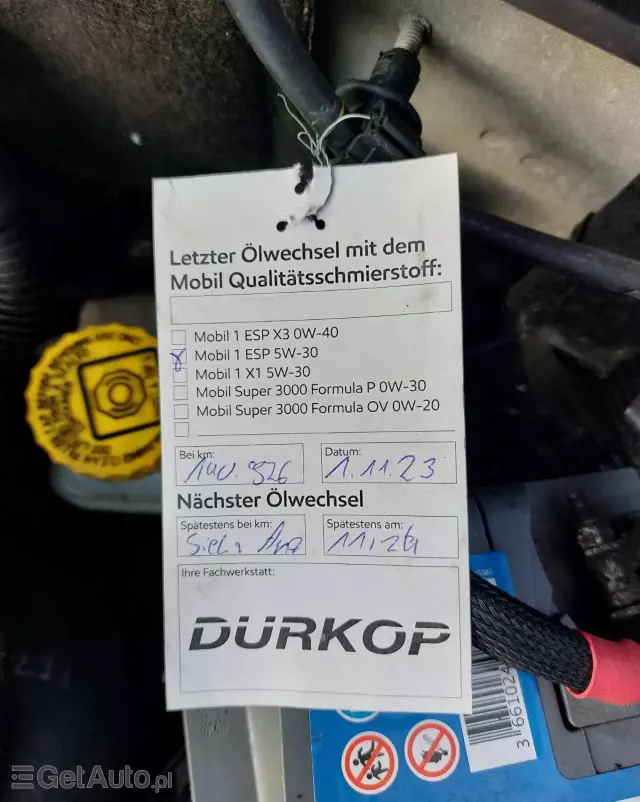 Letzter Ölwechsel mit dem
Mobil Qualitätsschmierstoff:
Mobil 1 ESP X3 0W-40
Mobil 1 ESP 5W-30
Mobil 1 X1 5W-30
Mobil Super 3000 Formula P 0W-30
Mobil Super 3000 Formula OV 0W-20
Bei km: Datum:
140.926 1.11.23
Nächster Ölwechsel
Spätestens bei km: Spätestens am:
11/24
Ihre Fachwerkstatt:
DÜRKOP
GetAuto.pl